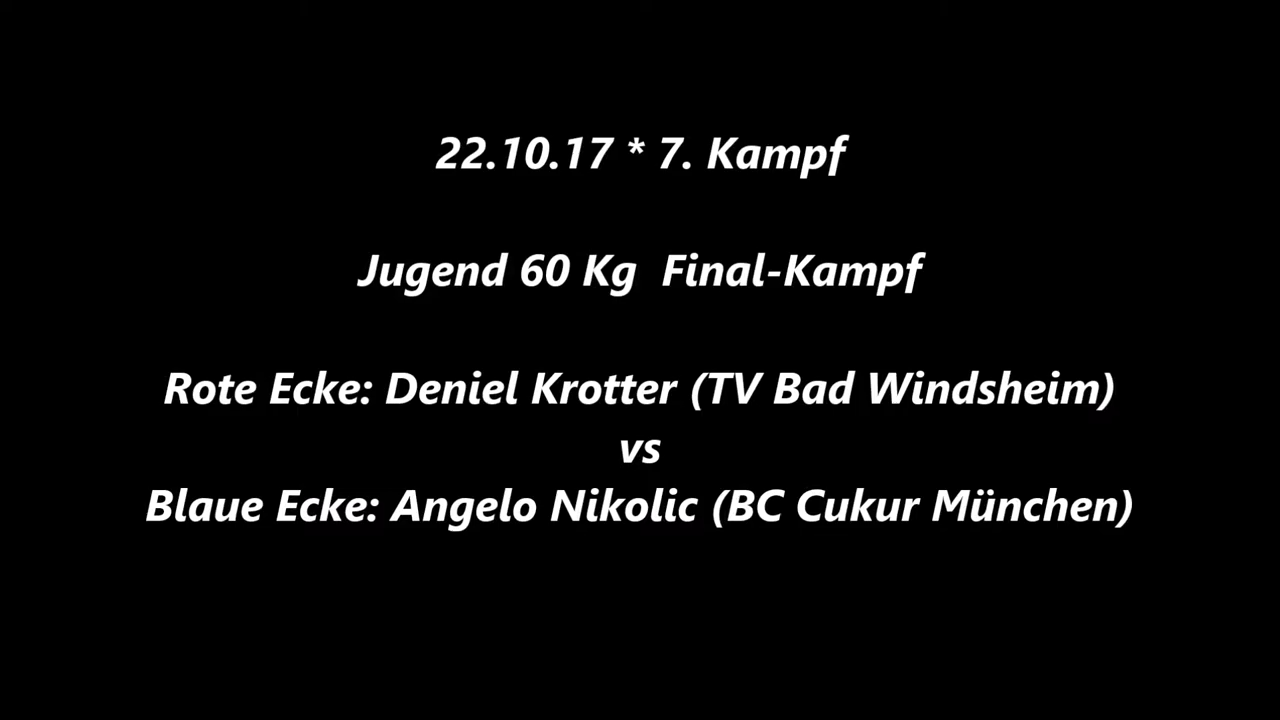 22.10.17 * 7. Kampf
Jugend 60 Kg  Final-Kampf
Rote Ecke: Deniel Krotter (TV Bad Windsheim)
vs
Blaue Ecke: Angelo Nikolic (BC Cukur München)